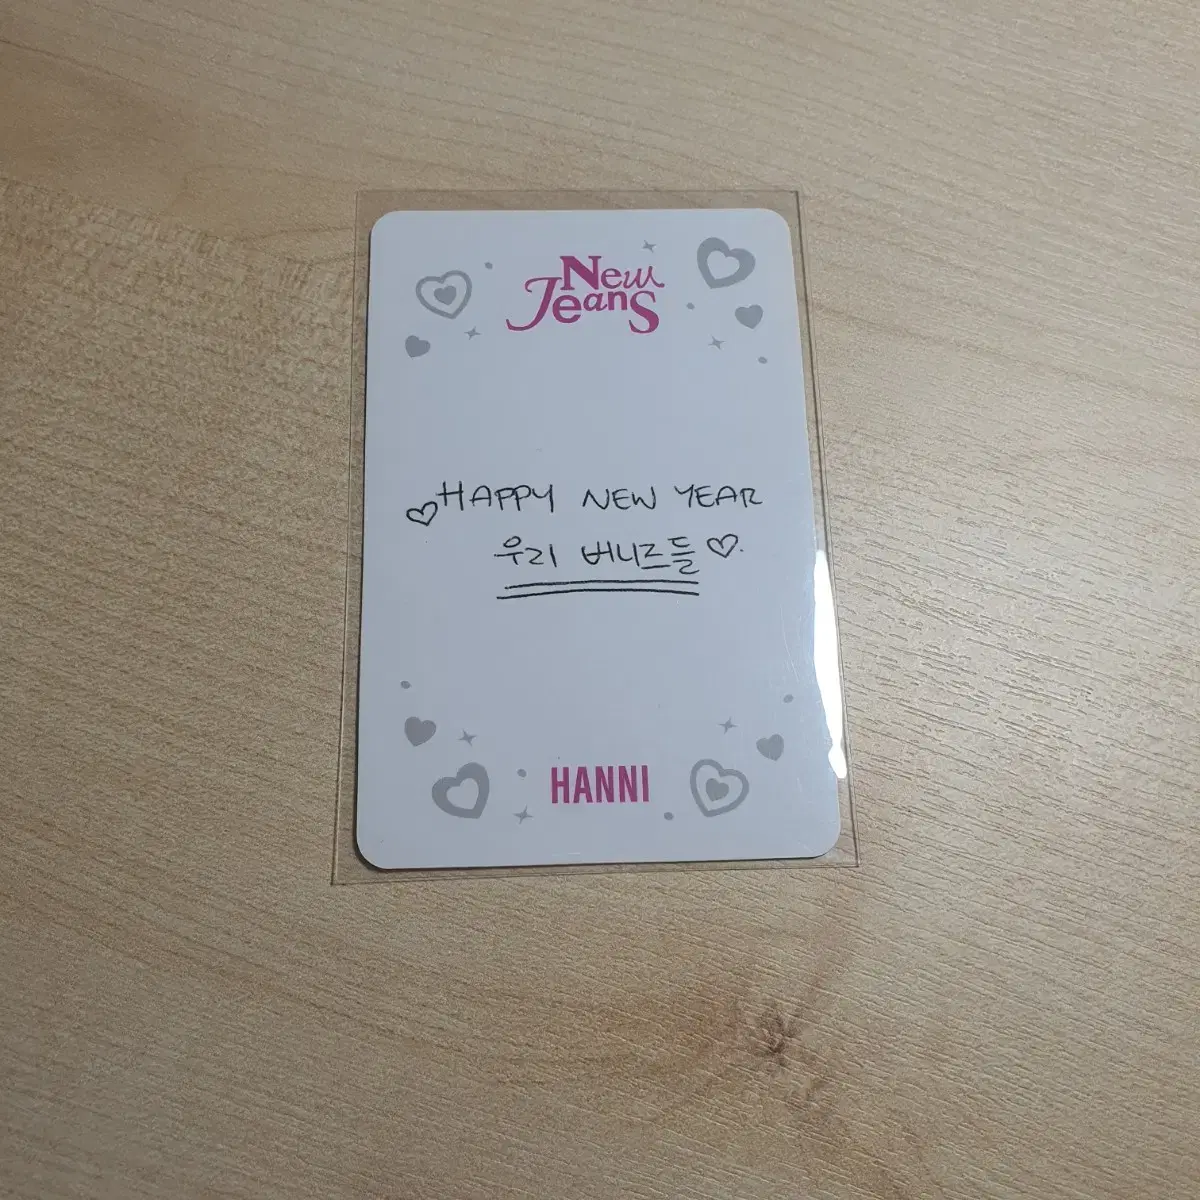 New
Jeans
♡HAPPY NEW YEAR
우리 버니즈들 ♡.
HANNI